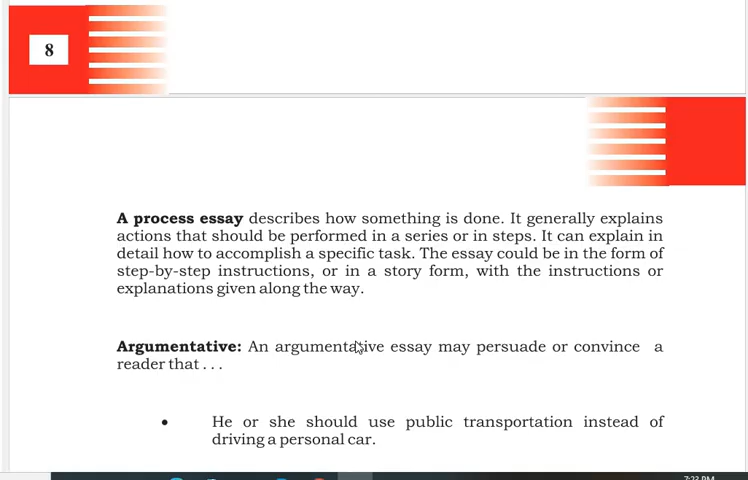 8
A process essay describes how something is done. It generally explains
actions that should be performed in a series or in steps. It can explain in
detail how to accomplish a specific task. The essay could be in the form of
step-by-step instructions, or in a story form, with the instructions or
explanations given along the way.
Argumentative: An argumentative essay may persuade or convince a
reader that . . .
• He or she should use public transportation instead of
driving a personal car.
7:23 PM